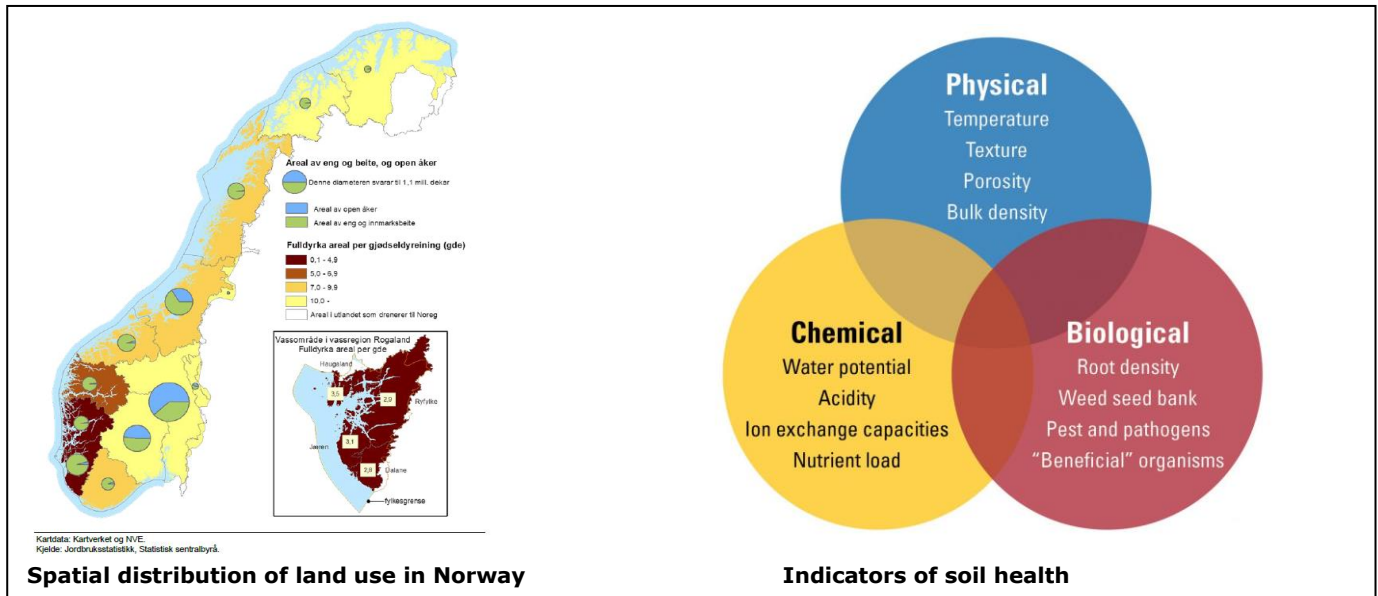 Areal av eng og beite, og open åker
Denne diameteren svarar til 1,1 mill. dekar
Areal av open åker
Areal av eng og innmarksbeite
Fulldyrka areal per gjødseldyreining (gde)
0,1 - 4,9
5,0 - 6,9
7,0 - 9,9
10,0 -
Areal i utlandet som drenerer til Noreg
Vassområde i vassregion Rogaland
Fulldyrka areal per gde
Haugaland
3,5
2,9
Ryfylke
Jæren
3,1
Dalane
fylkesgrense
Kartdata: Kartverket og NVE.
Kjelde: Jordbruksstatistikk, Statistisk sentralbyrå.
Spatial distribution of land use in Norway
Physical
Temperature
Texture
Porosity
Bulk density
Chemical
Water potential
Acidity
Ion exchange capacities
Nutrient load
Biological
Root density
Weed seed bank
Pest and pathogens
“Beneficial” organisms
Indicators of soil health